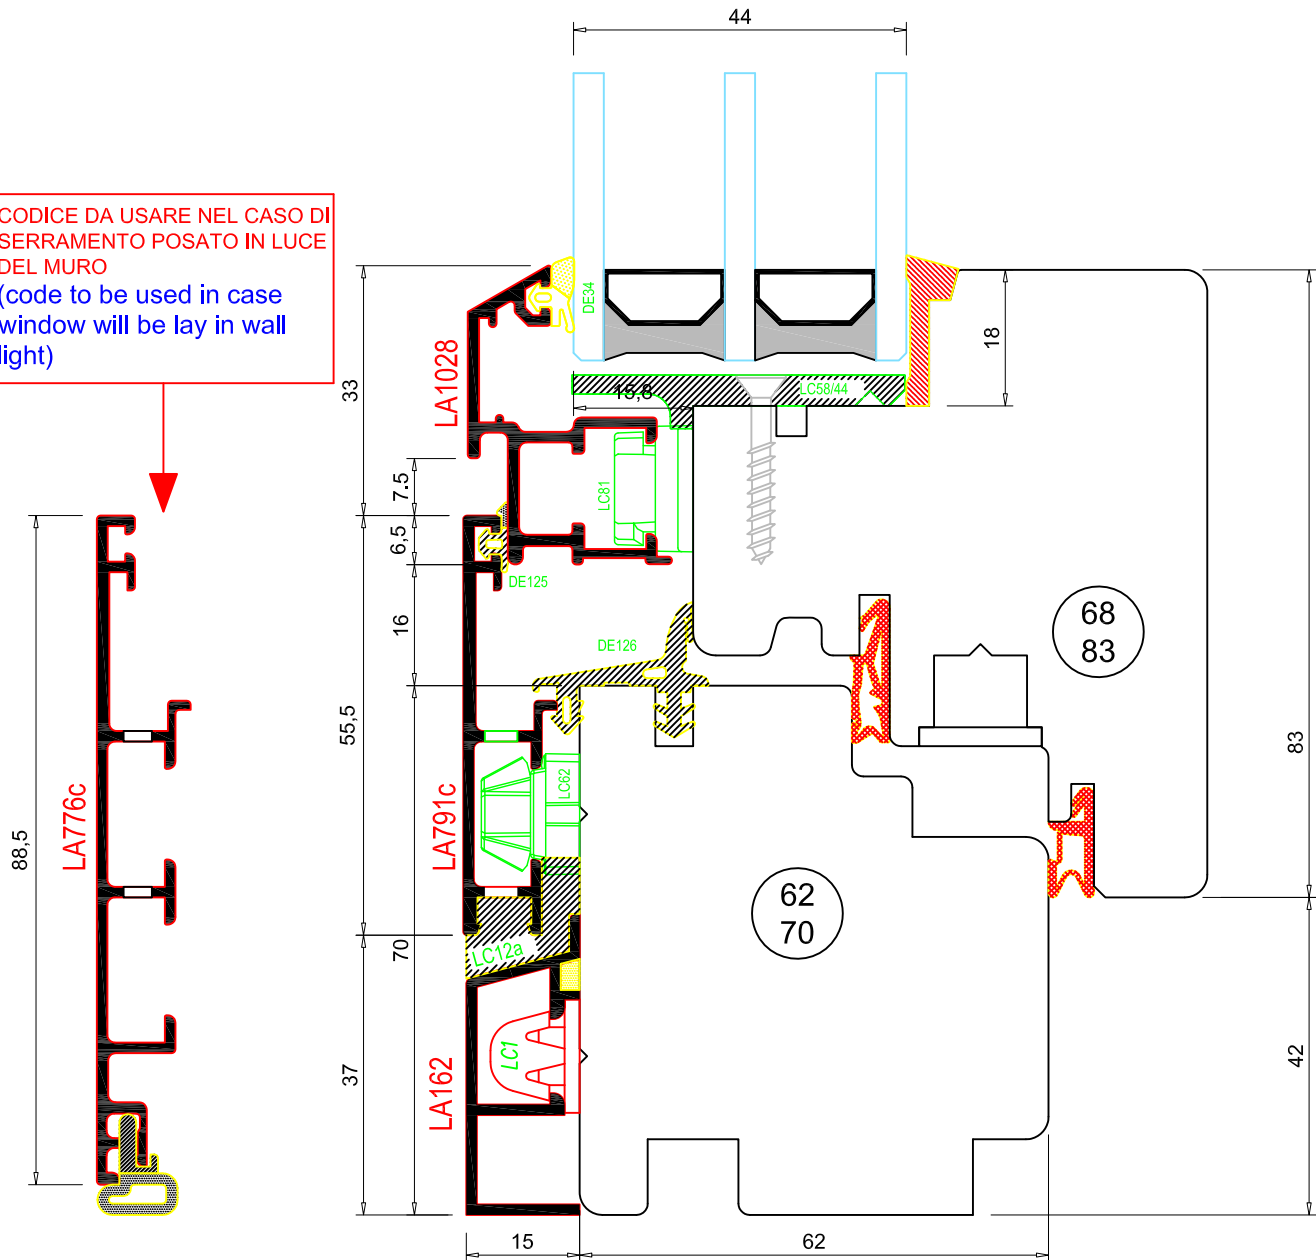 44
CODICE DA USARE NEL CASO DI
SERRAMENTO POSATO IN LUCE
DEL MURO
(code to be used in case
window will be lay in wall
light)
DE34
LA1028
33
18
15,8
LC58/44
7.5
LC81
6,5
DE125
16
DE126
68
83
55,5
83
88,5
LA776c
LA791c
LC62
62
70
70
LC12a
37
LA162
LC1
42
15
62